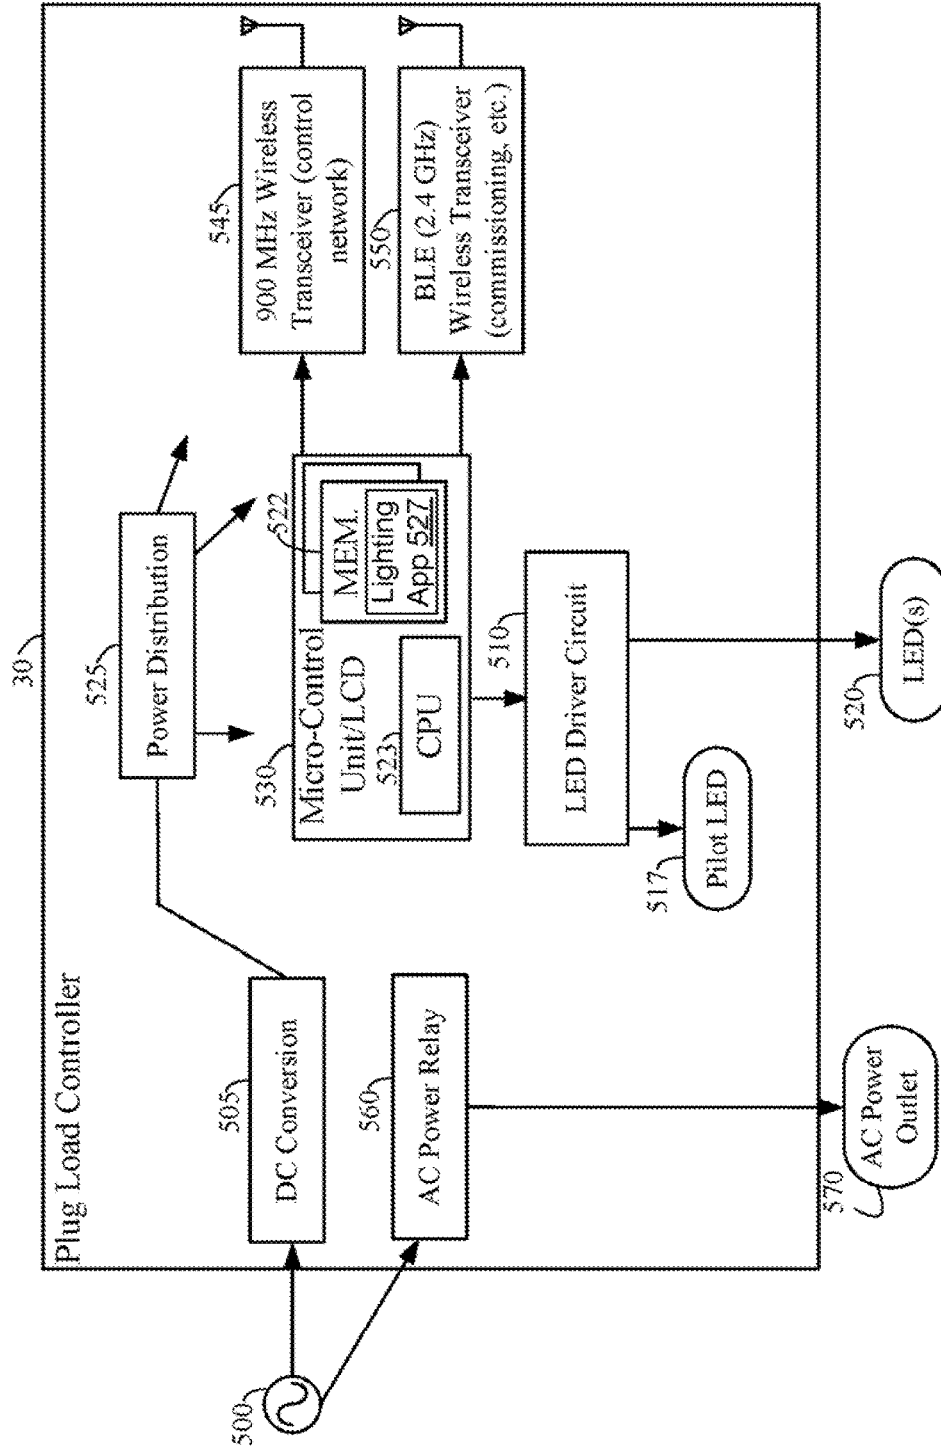 30
Plug Load Controller
500
505
DC Conversion
560
AC Power Relay
570
AC Power
Outlet
525
Power Distribution
530
Micro-Control
Unit/LCD
523
CPU
522
MEM.
Lighting
App 527
510
LED Driver Circuit
517
Pilot LED
520
LED(s)
545
900 MHz Wireless
Transceiver (control
network)
550
BLE (2.4 GHz)
Wireless Transceiver
(commissioning, etc.)